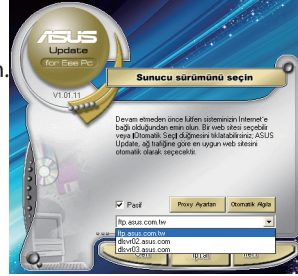 n.
ASUS
Update
for Eee Pc
V1.01.11
Sunucu sürümünü seçin
Devam etmeden önce lütfen sisteminizin Internet'e
bağlı olduğundan emin olun. Bir web sitesi seçebilir
veya [Otomatik Seç] düğmesini tıklatabilirsiniz; ASUS
Update, ağ trafiğine göre en uygun web sitesini
otomatik olarak seçecektir.
Pasif
Proxy Ayarları
Otomatik Algıla
ftp.asus.com.tw
ftp.asus.com.tw
dlsvr02.asus.com
dlsvr03.asus.com